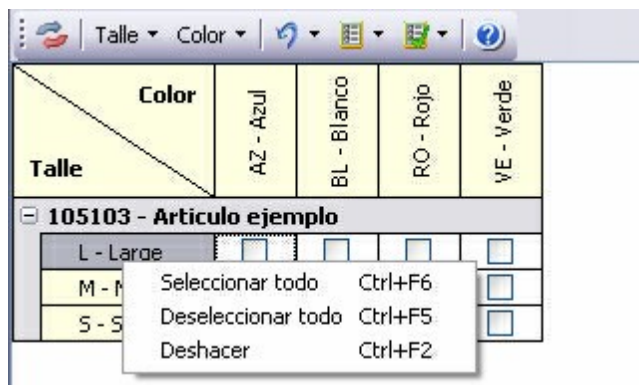 Talle Color
Color
Talle
AZ - Azul
BL - Blanco
RO - Rojo
VE - Verde
105103 - Articulo ejemplo
L - Large
M -
S - S
Seleccionar todo Ctrl+F6
Deseleccionar todo Ctrl+F5
Deshacer Ctrl+F2